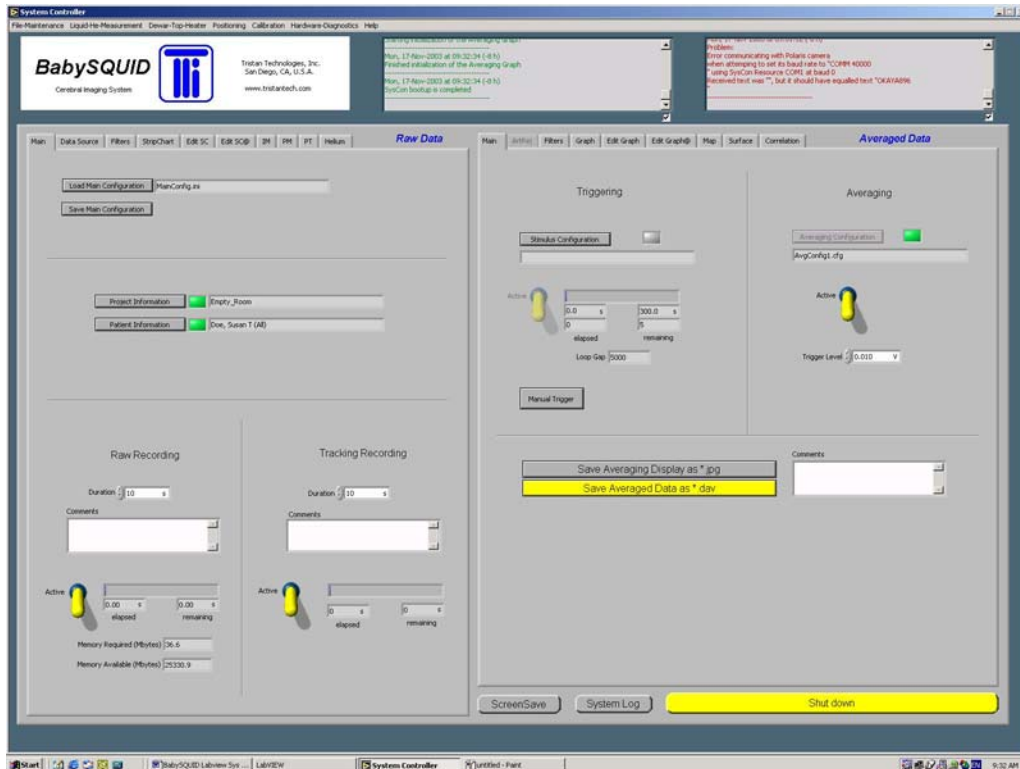 System Controller
File-Maintenance Liquid-He-Measurement Dewar-Top-Heater Positioning Calibration Hardware-Diagnostics Help
BabySQUID
Cerebral Imaging System
Tristan Technologies, Inc.
San Diego, CA, U.S.A.
www.tristantech.com
Starting initialization of the Averaging Graph
Mon, 17-Nov-2003 at 09:32:34 (-8 h)
Finished initialization of the Averaging Graph
Mon, 17-Nov-2003 at 09:32:34 (-8 h)
SysCon bootup is completed
Problem:
Error communicating with Polaris camera
when attempting to set its baud rate to "COMM 40000
" using SysCon Resource COM1 at baud 0
Received text was "", but it should have equalled text "OKAYA896
"
Raw Data
Main Data Source Filters StripChart Edit SC Edit SC@ IM PM PT Helium
Load Main Configuration MainConfig.ini
Save Main Configuration
Project Information Empty_Room
Patient Information Doe, Susan T (All)
Raw Recording
Duration 10 s
Comments
Active
0.00 s 0.00 s
elapsed remaining
Memory Required (Mbytes) 36.6
Memory Available (Mbytes) 25330.9
Tracking Recording
Duration 10 s
Comments
Active
0 0 s
elapsed remaining
Averaged Data
Main Artifact Filters Graph Edit Graph Edit Graph@ Map Surface Correlation
Triggering
Stimulus Configuration
Active
0.0 s 300.0 s
0 5
elapsed remaining
Loop Gap 5000
Manual Trigger
Averaging
Averaging Configuration
AvgConfig1.cfg
Active
Trigger Level 0.010 V
Save Averaging Display as *.jpg
Save Averaged Data as *.dav
Comments
ScreenSave System Log Shut down
Start BabySQUID Labview Sys ... LabVIEW System Controller untitled - Paint 9:32 AM